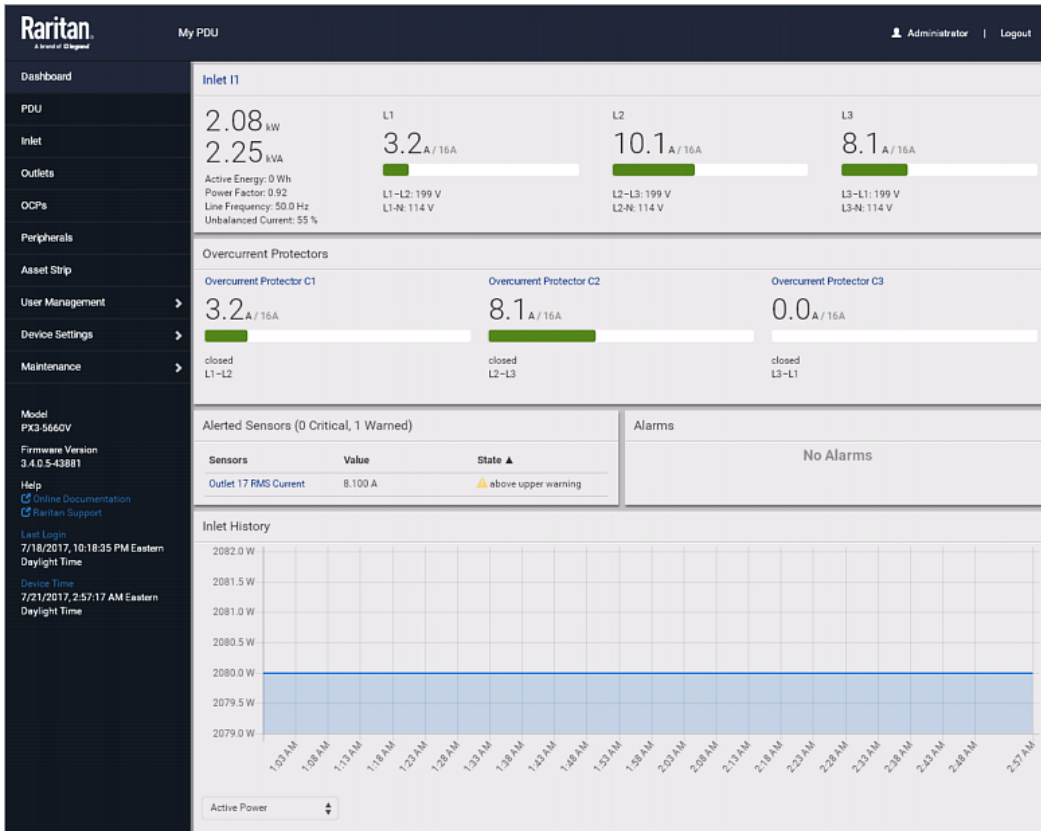 Raritan.
A brand of legrand
My PDU
Administrator | Logout
Dashboard
PDU
Inlet
Outlets
OCPs
Peripherals
Asset Strip
User Management
Device Settings
Maintenance
Model
PX3-5660V
Firmware Version
3.4.0.5-43881
Help
Online Documentation
Raritan Support
Last Login
7/18/2017, 10:18:35 PM Eastern
Daylight Time
Device Time
7/21/2017, 2:57:17 AM Eastern
Daylight Time
Inlet I1
2.08 kW
2.25 kVA
Active Energy: 0 Wh
Power Factor: 0.92
Line Frequency: 50.0 Hz
Unbalanced Current: 55 %
L1
3.2 A / 16A
L1-L2: 199 V
L1-N: 114 V
L2
10.1 A / 16A
L2-L3: 199 V
L2-N: 114 V
L3
8.1 A / 16A
L3-L1: 199 V
L3-N: 114 V
Overcurrent Protectors
Overcurrent Protector C1
3.2 A / 16A
closed
L1-L2
Overcurrent Protector C2
8.1 A / 16A
closed
L2-L3
Overcurrent Protector C3
0.0 A / 16A
closed
L3-L1
Alerted Sensors (0 Critical, 1 Warned)
Sensors Value State ▲
Outlet 17 RMS Current 8.100 A above upper warning
Alarms
No Alarms
Inlet History
2082.0 W
2081.5 W
2081.0 W
2080.5 W
2080.0 W
2079.5 W
2079.0 W
1:03 AM 1:08 AM 1:13 AM 1:18 AM 1:23 AM 1:28 AM 1:33 AM 1:38 AM 1:43 AM 1:48 AM 1:53 AM 1:58 AM 2:03 AM 2:08 AM 2:13 AM 2:18 AM 2:23 AM 2:28 AM 2:33 AM 2:38 AM 2:43 AM 2:48 AM 2:57 AM
Active Power